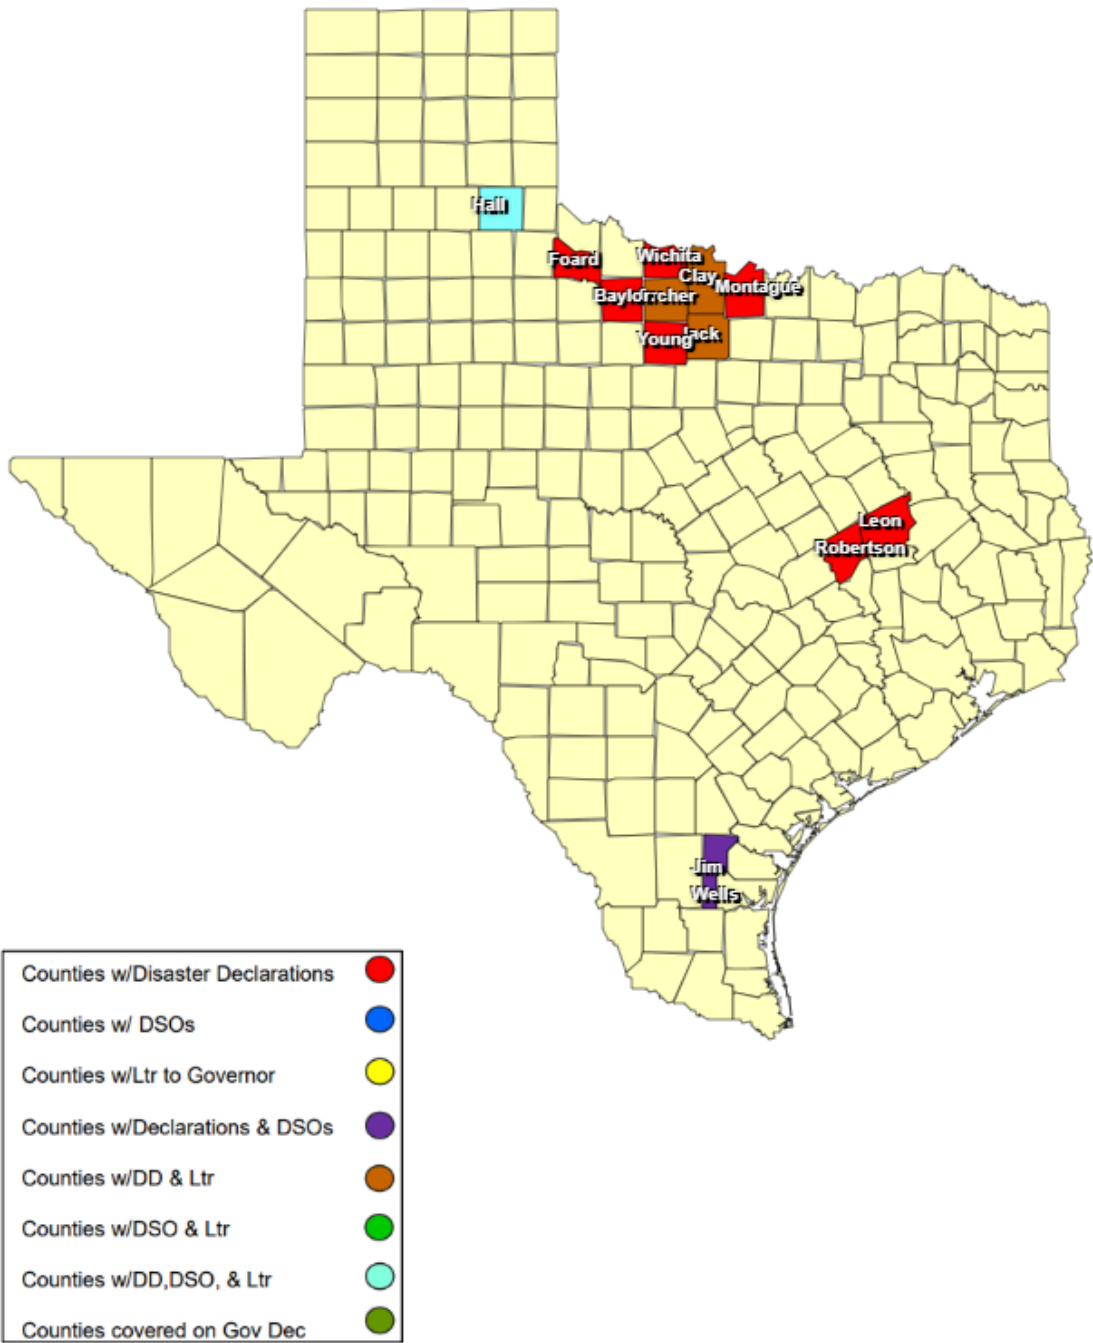 Hall
Foard
Wichita
Clay
Montague
Baylor
rcher
Young
Jack
Leon
Robertson
Jim
Wells
Counties w/Disaster Declarations
Counties w/ DSOs
Counties w/Ltr to Governor
Counties w/Declarations & DSOs
Counties w/DD & Ltr
Counties w/DSO & Ltr
Counties w/DD,DSO, & Ltr
Counties covered on Gov Dec